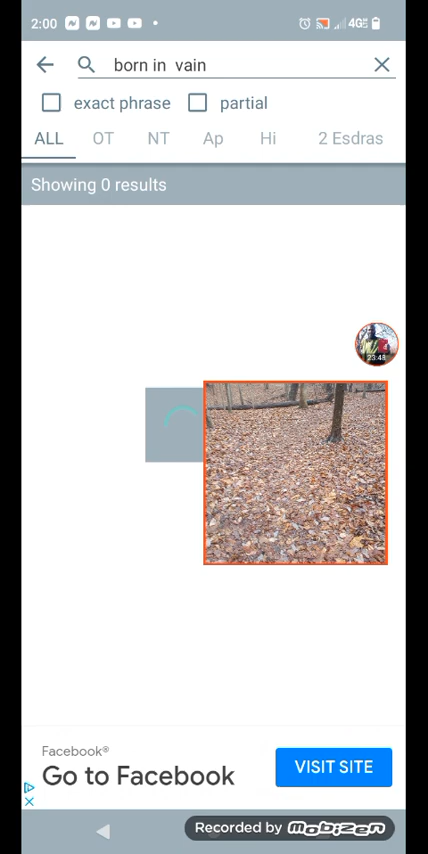 2:00 4G
born in  vain
exact phrase partial
ALL OT NT Ap Hi 2 Esdras
Showing 0 results
23:48
Facebook®
Go to Facebook
VISIT SITE
Recorded by mobizen